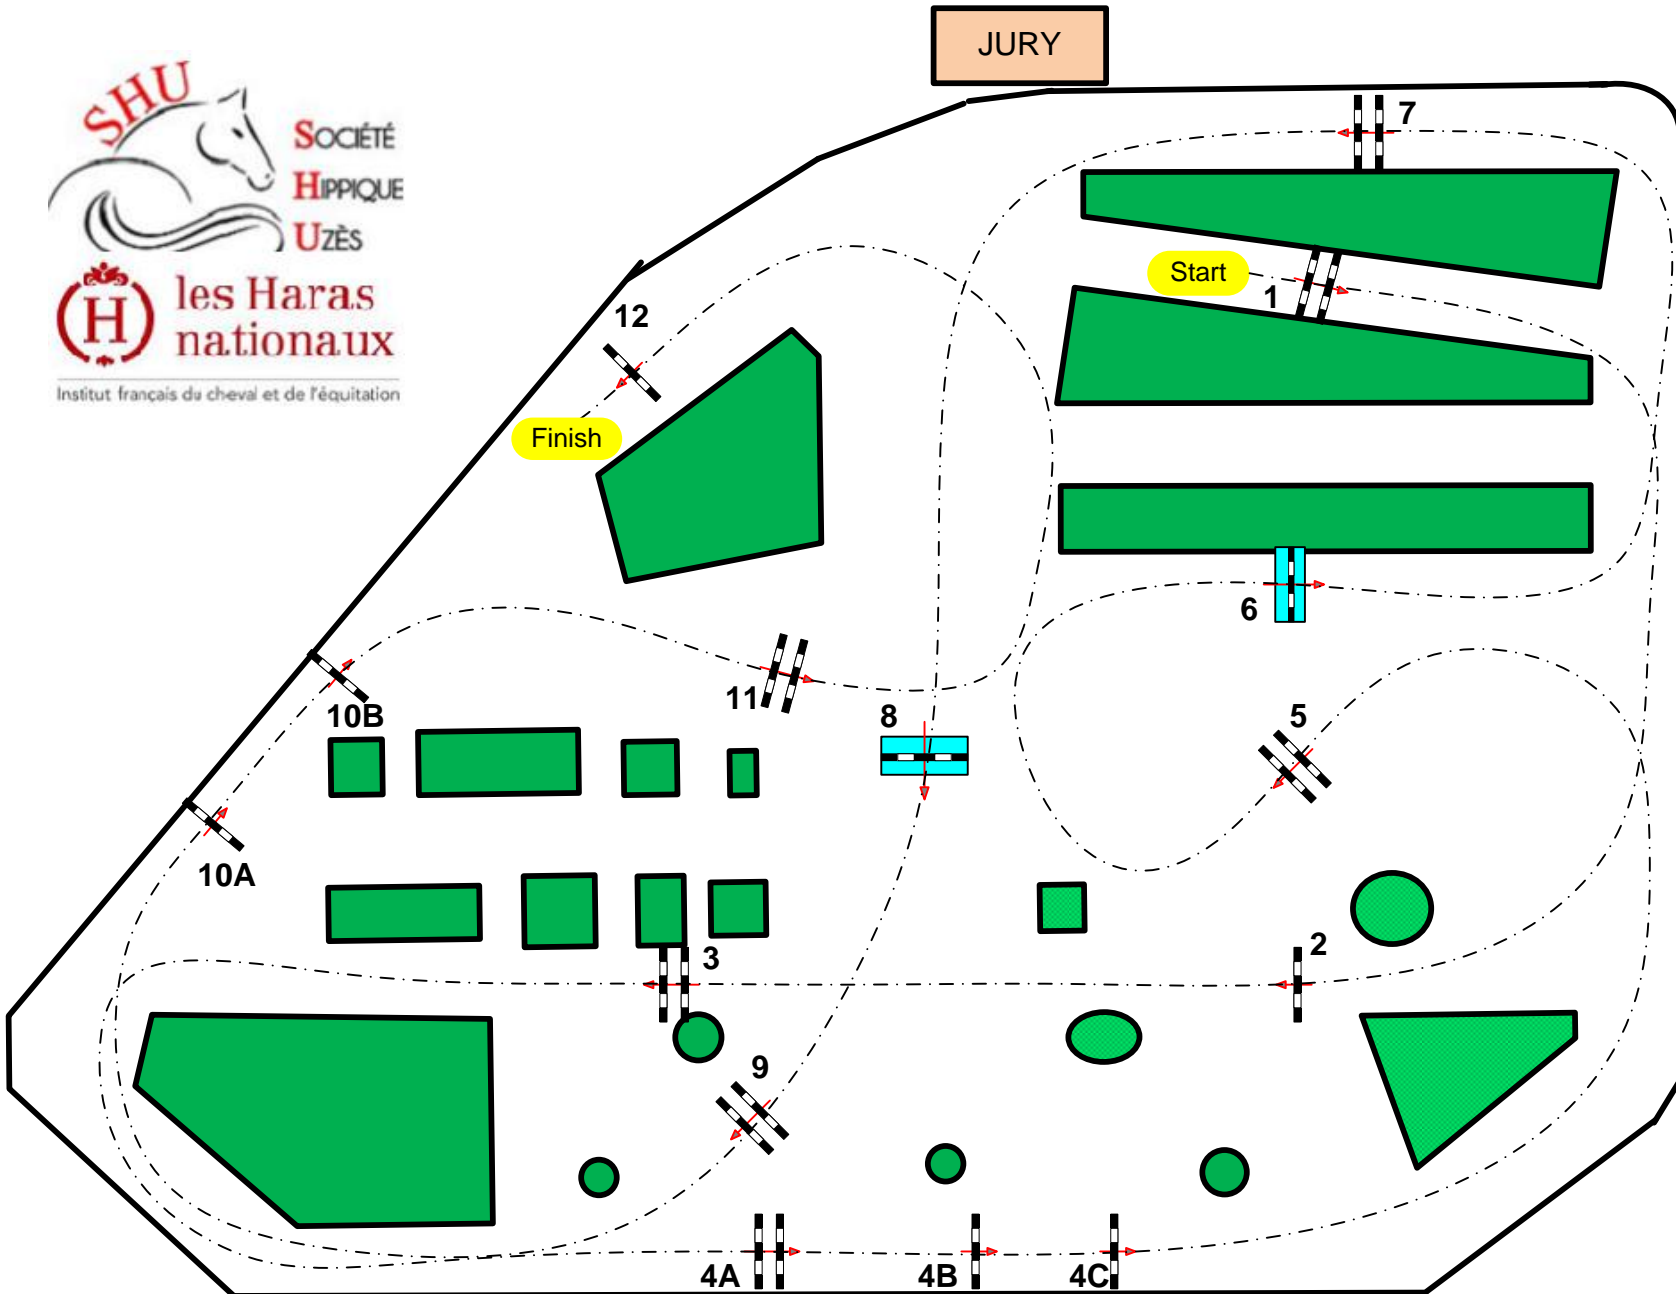 JURY
SHU
SOCIÉTÉ
HIPPIQUE
UZÈS
H
les Haras
nationaux
Institut français du cheval et de l'équitation
7
Start
1
12
Finish
6
10B
11
8
5
10A
3
2
9
4A
4B
4C